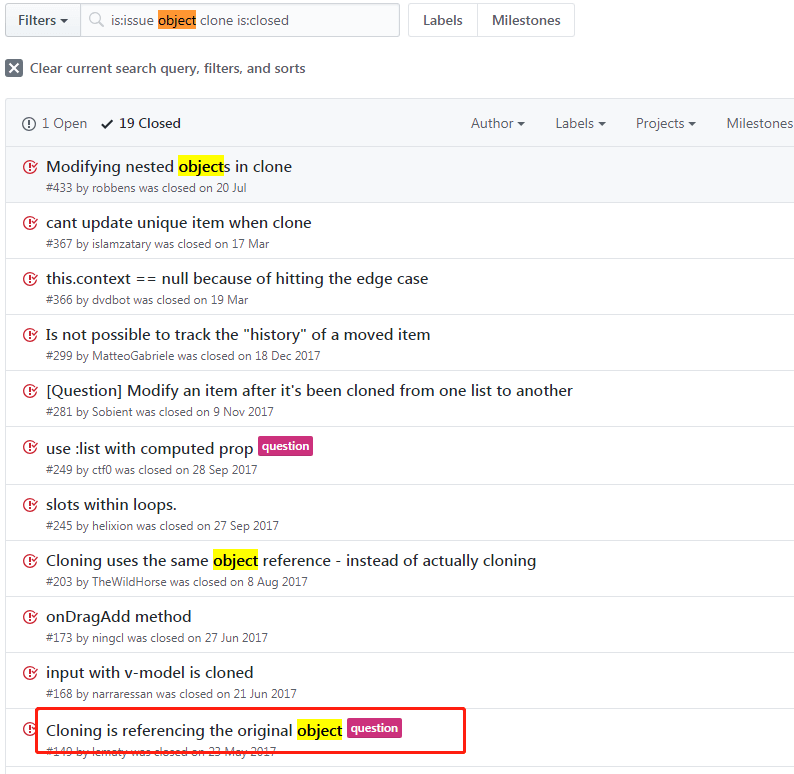 Filters
is:issue object clone is:closed
Labels
Milestones
Clear current search query, filters, and sorts
1 Open
19 Closed
Author
Labels
Projects
Milestones
Modifying nested objects in clone
#433 by robbens was closed on 20 Jul
cant update unique item when clone
#367 by islamzatary was closed on 17 Mar
this.context == null because of hitting the edge case
#366 by dvdbot was closed on 19 Mar
Is not possible to track the "history" of a moved item
#299 by MatteoGabriele was closed on 18 Dec 2017
[Question] Modify an item after it's been cloned from one list to another
#281 by Sobient was closed on 9 Nov 2017
use :list with computed prop question
#249 by ctf0 was closed on 28 Sep 2017
slots within loops.
#245 by helixion was closed on 27 Sep 2017
Cloning uses the same object reference - instead of actually cloning
#203 by TheWildHorse was closed on 8 Aug 2017
onDragAdd method
#173 by ningcl was closed on 27 Jun 2017
input with v-model is cloned
#168 by narraressan was closed on 21 Jun 2017
Cloning is referencing the original object question
#149 by lematy was closed on 23 May 2017